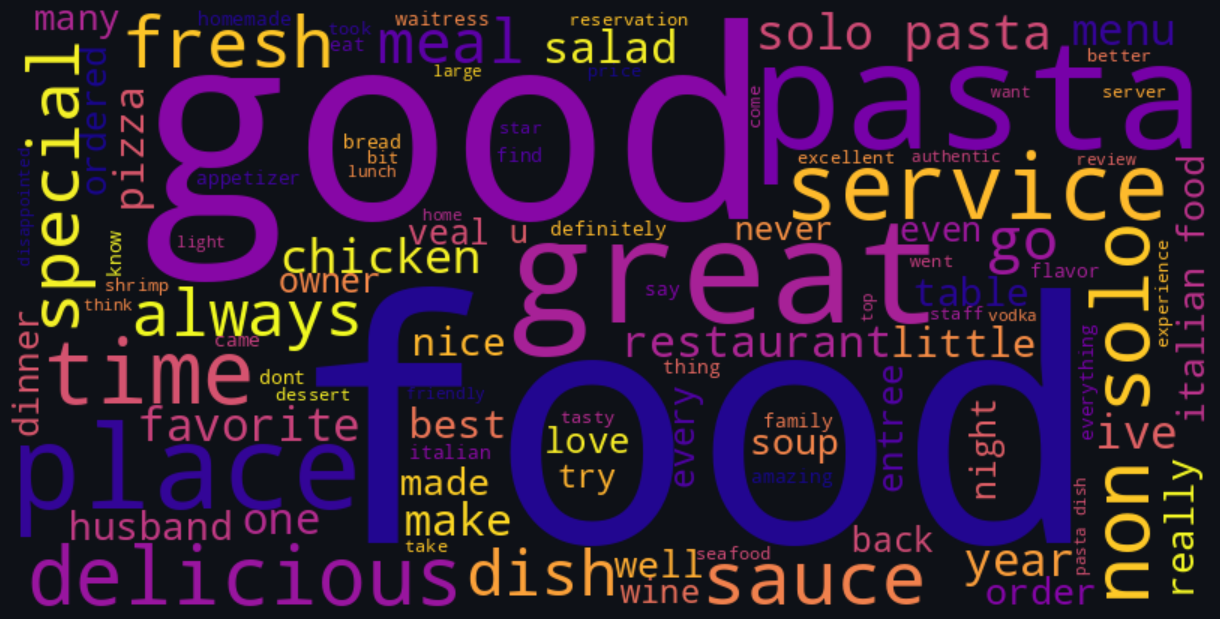 many
homemade
took
eat
waitress
reservation
solo pasta
menu
fresh
meal
salad
better
large
price
special
ordered
pizza
good
pasta
want
server
come
star
find
bread
bit
lunch
appetizer
excellent
authentic
review
service
disappointed
light
home
veal
u
definitely
never
even
go
italian food
know
chicken
owner
great
went
flavor
non solo
experience
shrimp
think
always
say
top
table
staff
vodka
came
nice
restaurant
little
everything
dinner
time
dont
dessert
food
friendly
thing
every
entree
night
ive
favorite
best
tasty
love
try
family
soup
amazing
italian
place
made
make
really
pasta dish
husband
one
take
back
delicious
dish
well
seafood
wine
sauce
year
order